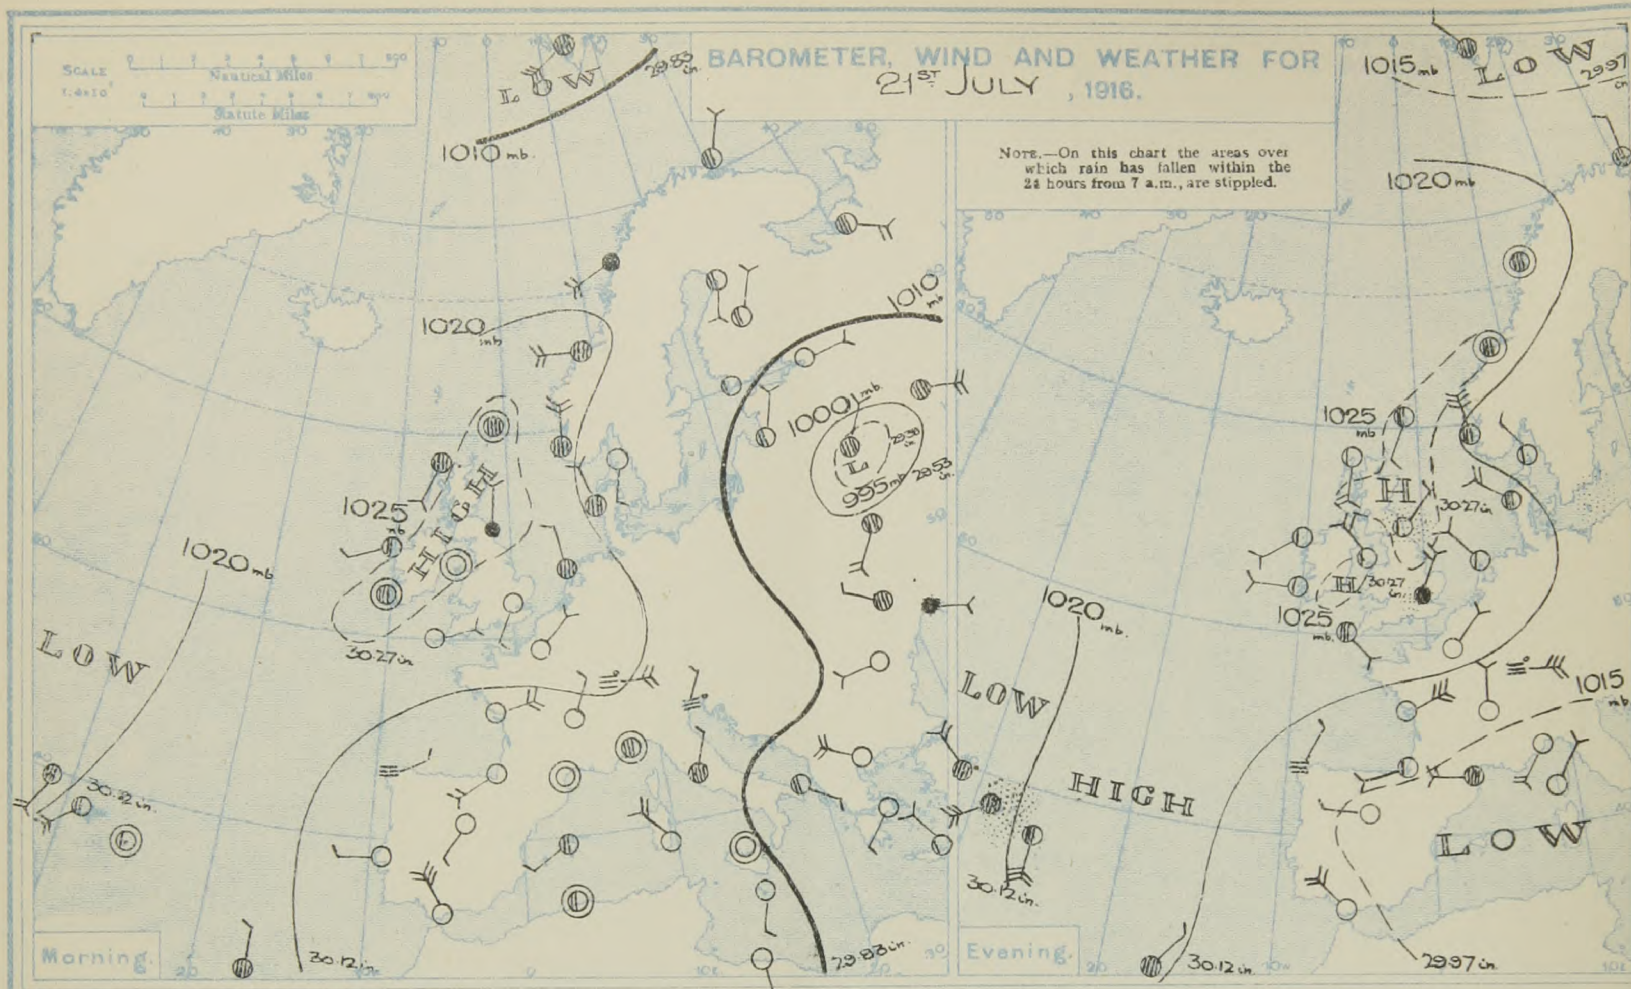 BAROMETER, WIND AND WEATHER FOR
21ST JULY, 1916.
NOTE.—On this chart the areas over
which rain has fallen within the
24 hours from 7 a.m., are stippled.
SCALE
Nautical Miles
Statute Miles
LOW
29.83 in.
1010 mb.
1010 mb
1020 mb
1000 mb.
L
995 mb
29.53 in.
1025 mb
HIGH
1020 mb
LOW
30.27 in
30.12 in.
30.12 in.
29.83 in.
Morning.
1015 mb
LOW
29.97 in
1020 mb
1025 mb
H
30.27 in
H
30.27 in.
1025 mb.
1020 mb.
LOW
HIGH
1015 mb.
LOW
30.12 in.
30.12 in.
29.97 in.
Evening.